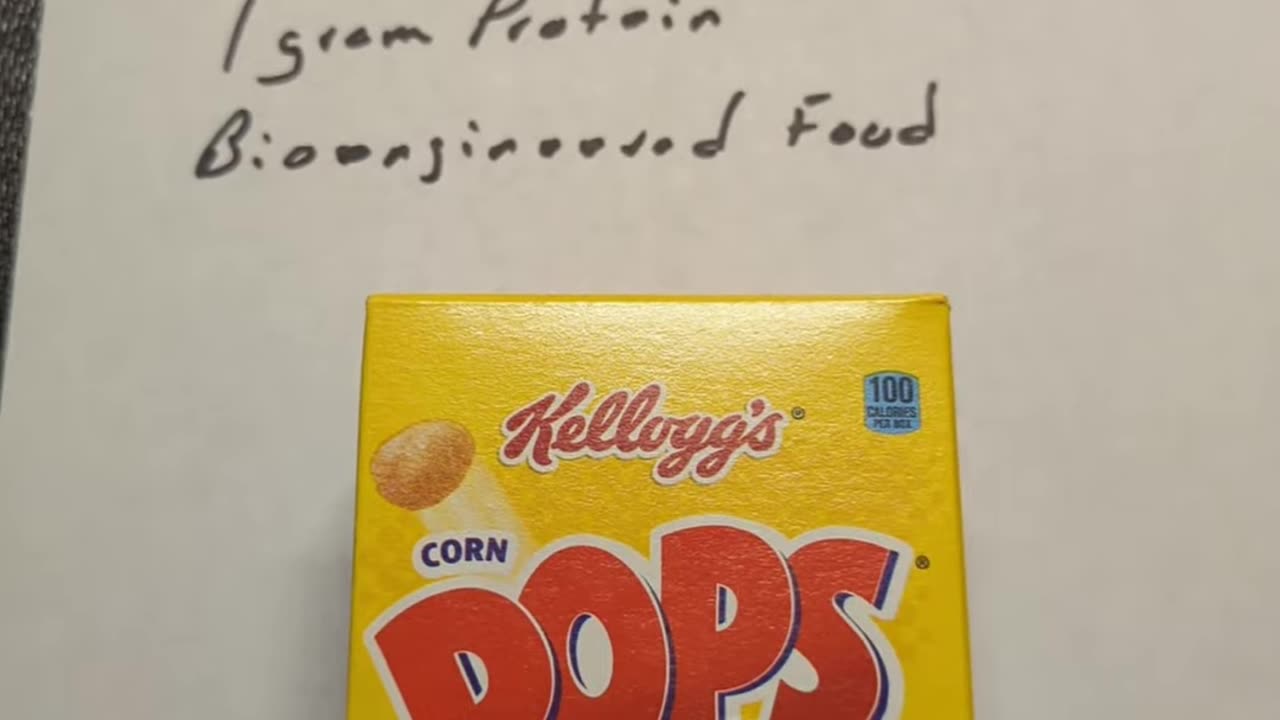 1 gram Protein
Bioengineered Food
Kellogg's®
100
CALORIES
PER BOX
CORN
POPS®